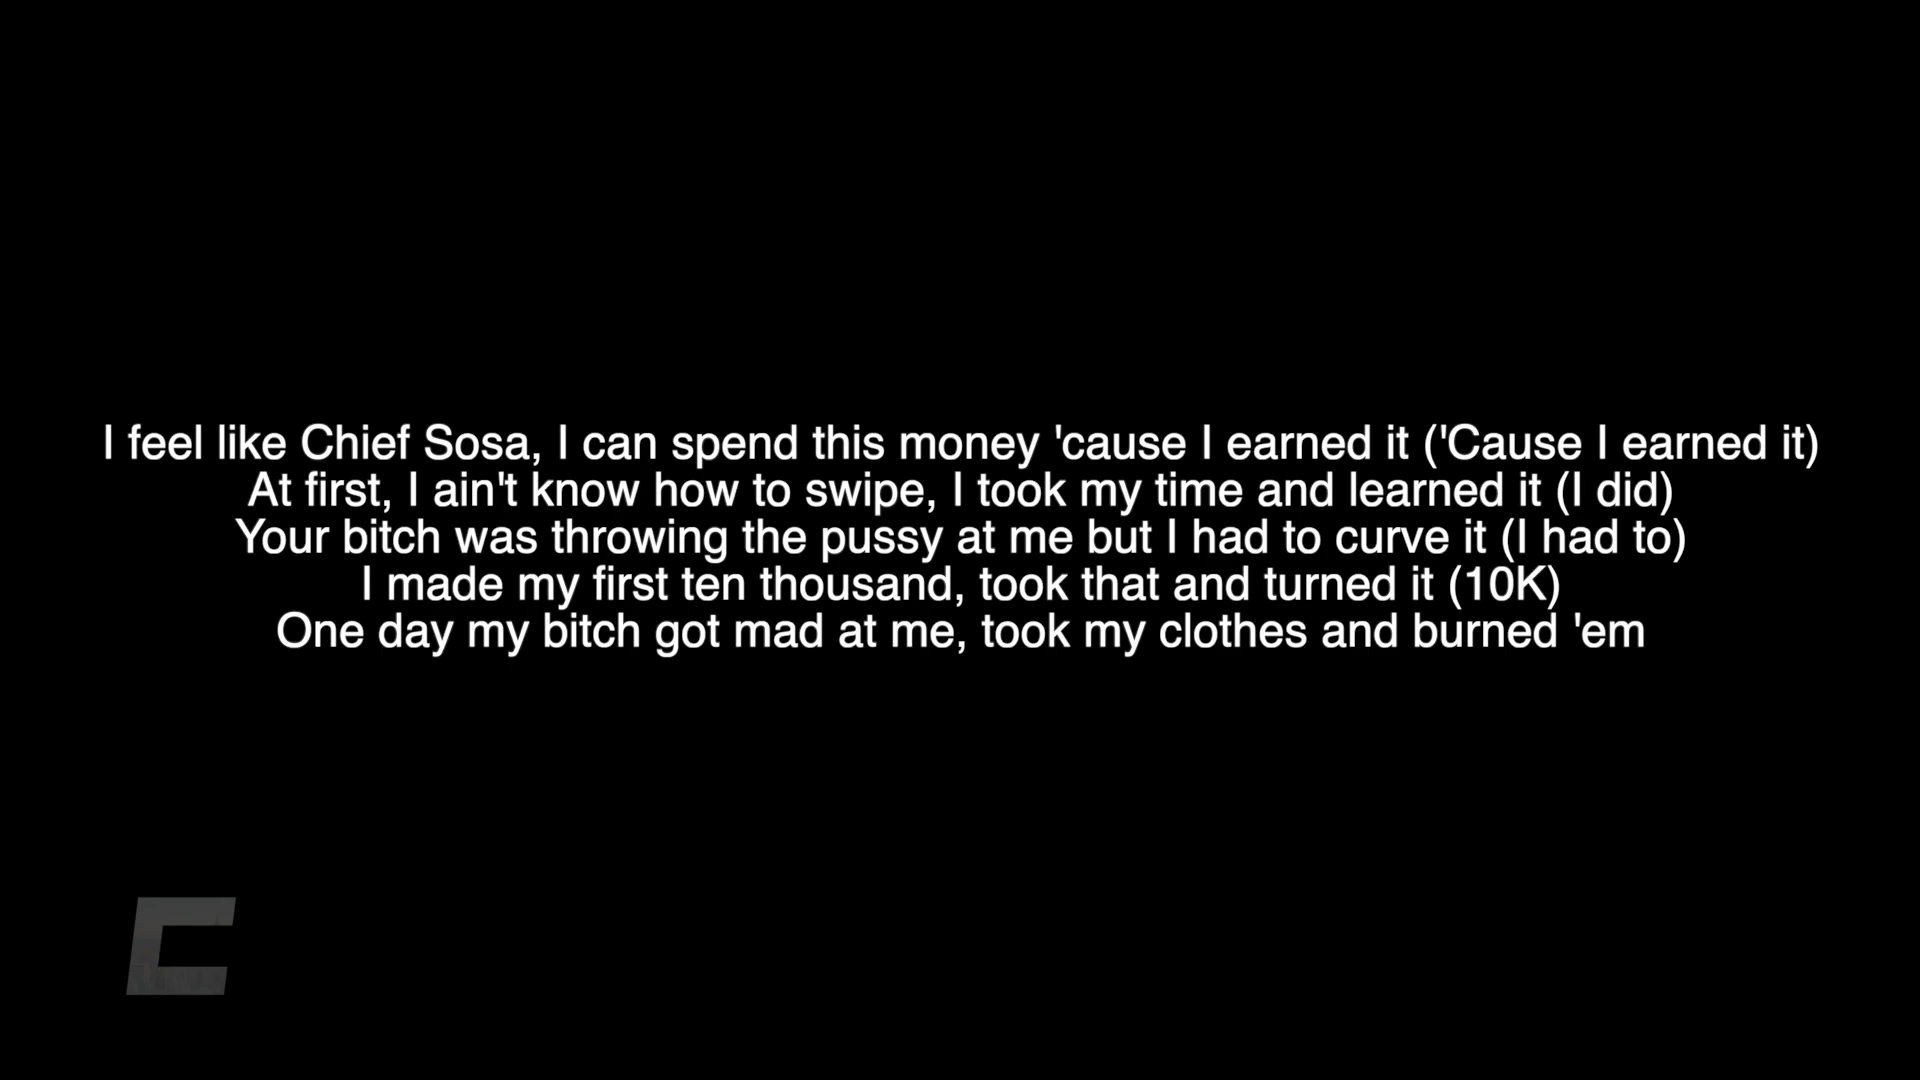 I feel like Chief Sosa, I can spend this money 'cause I earned it ('Cause I earned it)
At first, I ain't know how to swipe, I took my time and learned it (I did)
Your bitch was throwing the pussy at me but I had to curve it (I had to)
I made my first ten thousand, took that and turned it (10K)
One day my bitch got mad at me, took my clothes and burned 'em
C